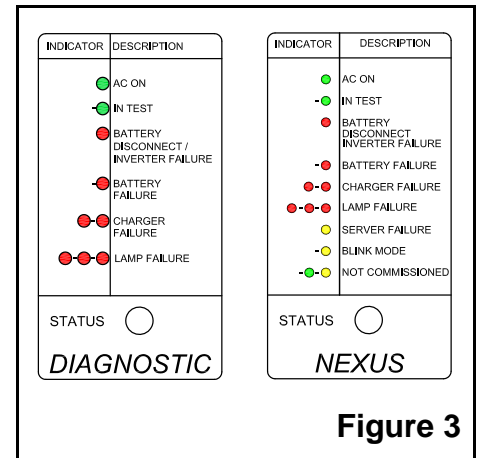 INDICATOR DESCRIPTION
AC ON
IN TEST
BATTERY
DISCONNECT /
INVERTER FAILURE
BATTERY
FAILURE
CHARGER
FAILURE
LAMP FAILURE
STATUS
DIAGNOSTIC
INDICATOR DESCRIPTION
AC ON
IN TEST
BATTERY
DISCONNECT
INVERTER FAILURE
BATTERY FAILURE
CHARGER FAILURE
LAMP FAILURE
SERVER FAILURE
BLINK MODE
NOT COMMISSIONED
STATUS
NEXUS
Figure 3